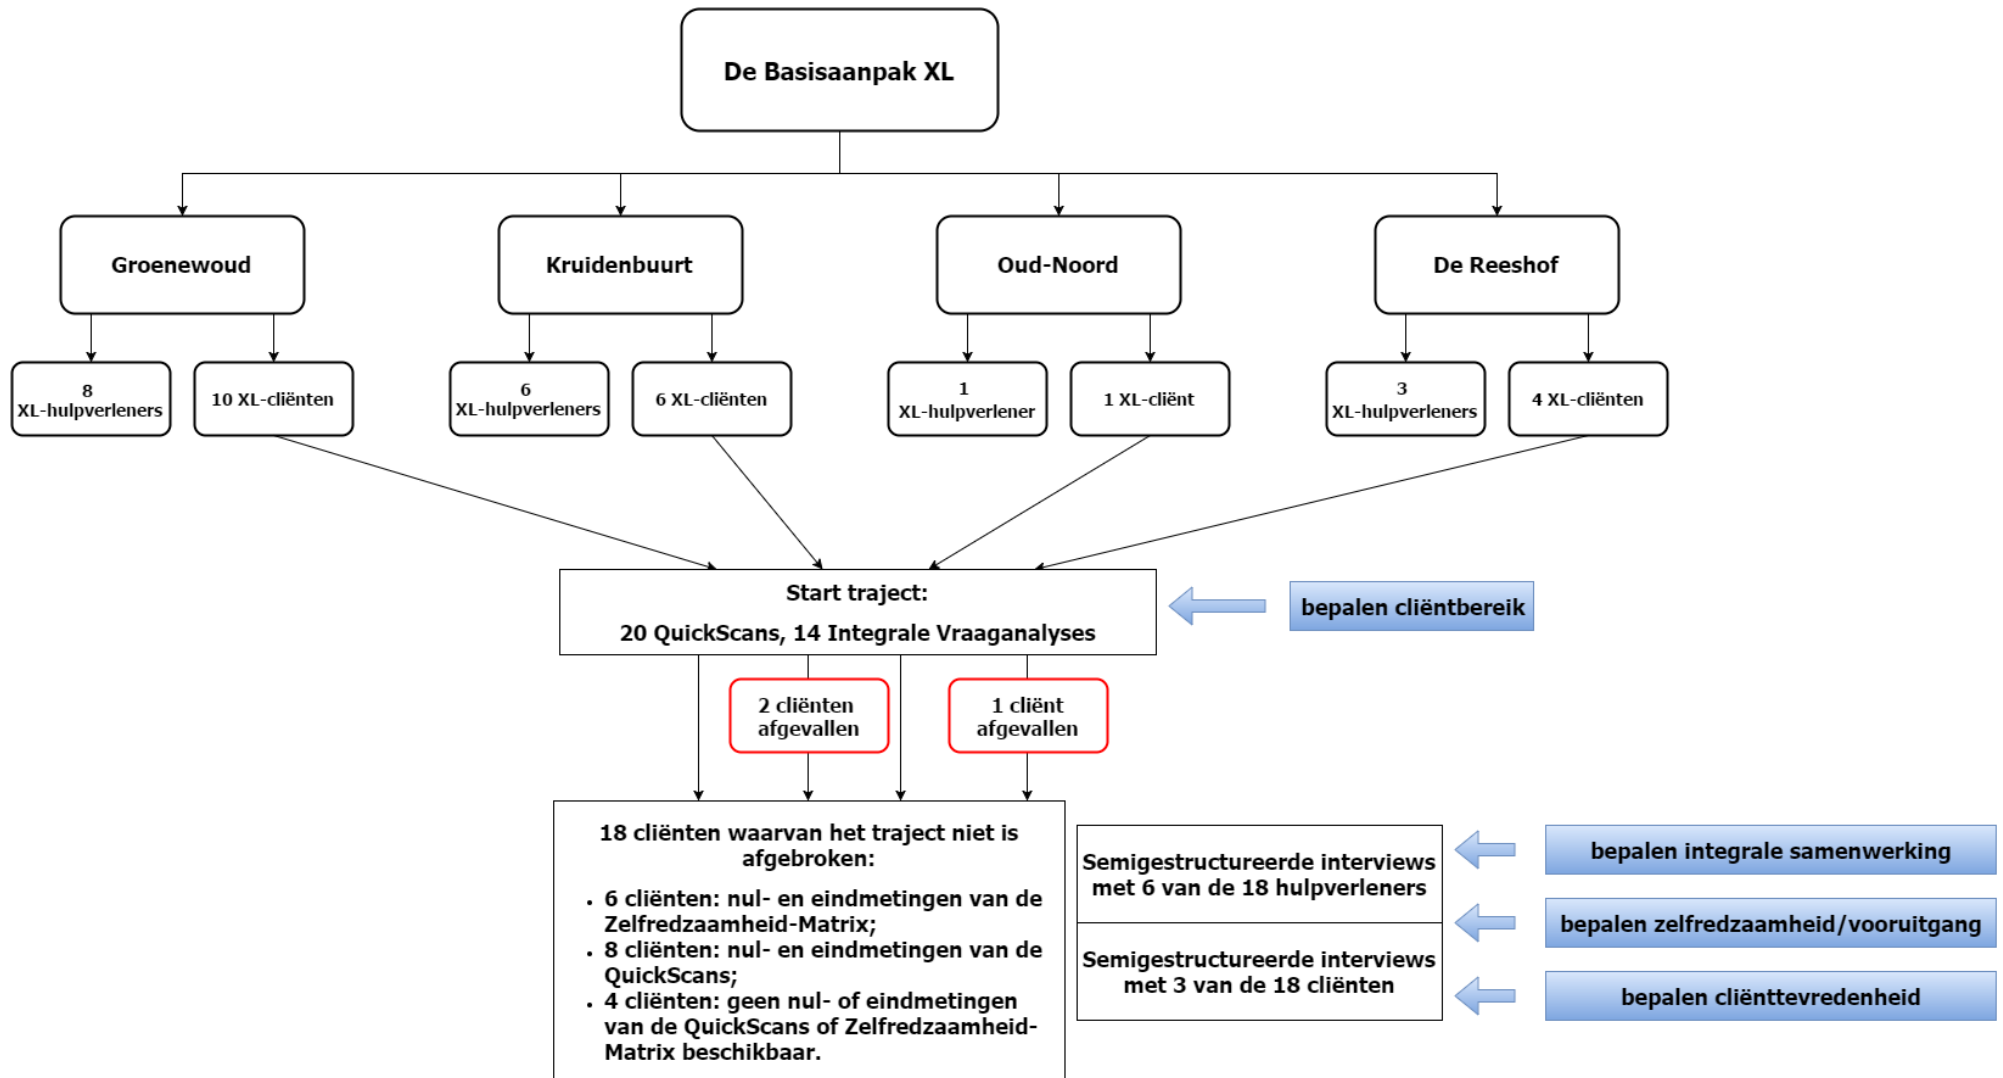 De Basisaanpak XL
Groenewoud
Kruidenbuurt
Oud-Noord
De Reeshof
8
XL-hulpverleners
10 XL-cliënten
6
XL-hulpverleners
6 XL-cliënten
1
XL-hulpverlener
1 XL-cliënt
3
XL-hulpverleners
4 XL-cliënten
Start traject:
20 QuickScans, 14 Integrale Vraaganalyses
bepalen cliëntbereik
2 cliënten
afgevallen
1 cliënt
afgevallen
18 cliënten waarvan het traject niet is
afgebroken:
• 6 cliënten: nul- en eindmetingen van de
Zelfredzaamheid-Matrix;
• 8 cliënten: nul- en eindmetingen van de
QuickScans;
• 4 cliënten: geen nul- of eindmetingen
van de QuickScans of Zelfredzaamheid-
Matrix beschikbaar.
Semigestructureerde interviews
met 6 van de 18 hulpverleners
Semigestructureerde interviews
met 3 van de 18 cliënten
bepalen integrale samenwerking
bepalen zelfredzaamheid/vooruitgang
bepalen cliënttevredenheid